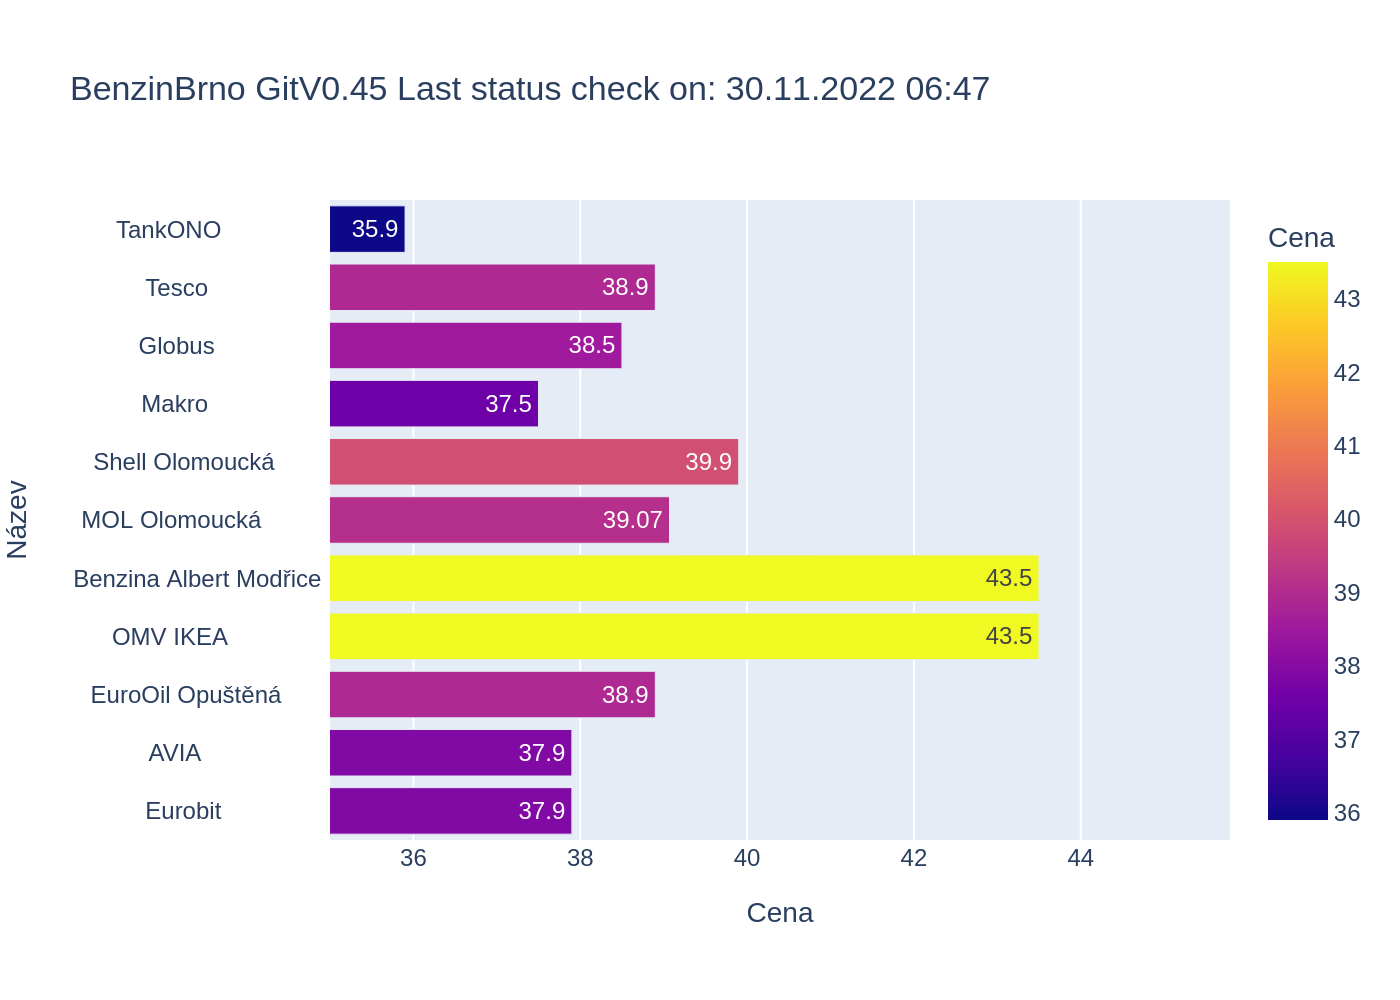 BenzinBrno GitV0.45 Last status check on: 30.11.2022 06:47
Cena
TankONO 35.9
Tesco 38.9
Globus 38.5
Makro 37.5
Shell Olomoucká 39.9
MOL Olomoucká 39.07
Benzina Albert Modřice 43.5
OMV IKEA 43.5
EuroOil Opuštěná 38.9
AVIA 37.9
Eurobit 37.9
Název
43
42
41
40
39
38
37
36
36 38 40 42 44
Cena